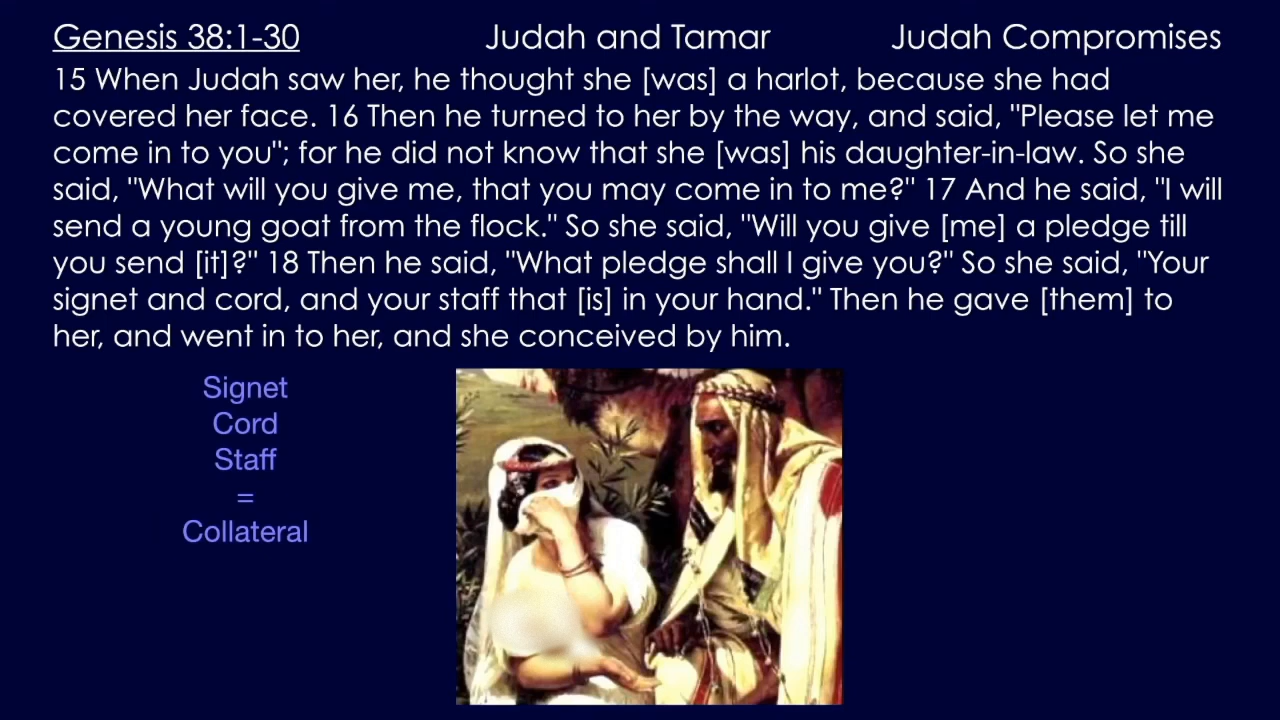 Genesis 38:1-30 Judah and Tamar Judah Compromises
15 When Judah saw her, he thought she [was] a harlot, because she had
covered her face. 16 Then he turned to her by the way, and said, "Please let me
come in to you"; for he did not know that she [was] his daughter-in-law. So she
said, "What will you give me, that you may come in to me?" 17 And he said, "I will
send a young goat from the flock." So she said, "Will you give [me] a pledge till
you send [it]?" 18 Then he said, "What pledge shall I give you?" So she said, "Your
signet and cord, and your staff that [is] in your hand." Then he gave [them] to
her, and went in to her, and she conceived by him.
Signet
Cord
Staff
=
Collateral